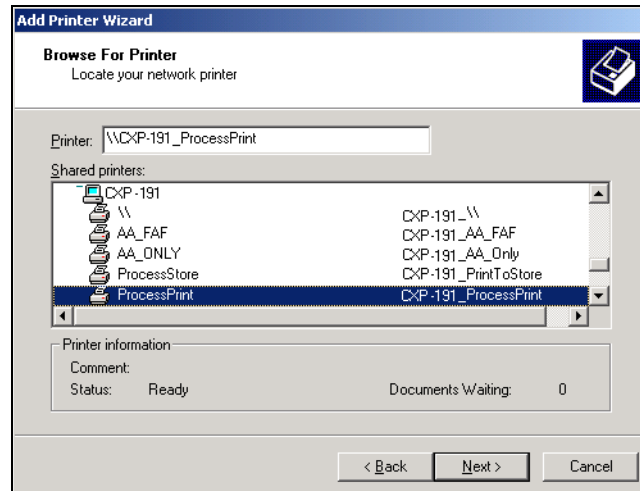 Add Printer Wizard
Browse For Printer
Locate your network printer
Printer: \\CXP-191_ProcessPrint
Shared printers:
CXP-191
\\ CXP-191_\\
AA_FAF CXP-191_AA_FAF
AA_ONLY CXP-191_AA_Only
ProcessStore CXP-191_PrintToStore
ProcessPrint CXP-191_ProcessPrint
Printer information
Comment:
Status: Ready Documents Waiting: 0
< Back Next > Cancel